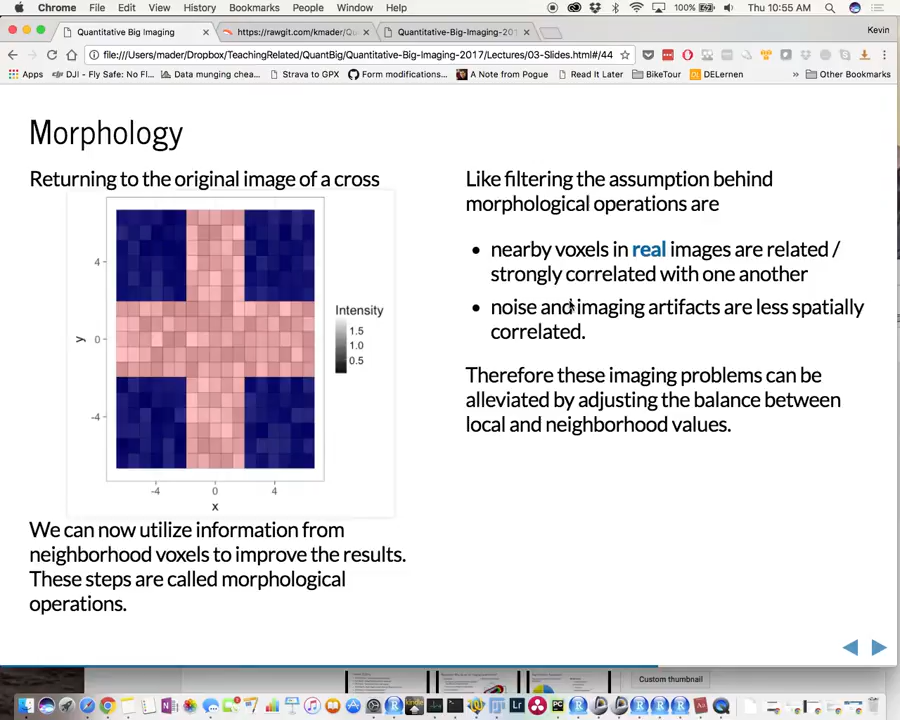 Chrome File Edit View History Bookmarks People Window Help 100% Thu 10:55 AM
Quantitative Big Imaging
https://rawgit.com/kmader/Qu
Quantitative-Big-Imaging-201
Kevin
file:///Users/mader/Dropbox/TeachingRelated/QuantBig/Quantitative-Big-Imaging-2017/Lectures/03-Slides.html#/44
Apps DJI - Fly Safe: No Fl... Data munging chea... Strava to GPX Form modifications... A Note from Pogue Read It Later BikeTour DELernen » Other Bookmarks
Morphology
Returning to the original image of a cross
4
0
-4
y
-4 0 4
x
Intensity
1.5
1.0
0.5
We can now utilize information from
neighborhood voxels to improve the results.
These steps are called morphological
operations.
Like filtering the assumption behind
morphological operations are
• nearby voxels in real images are related /
strongly correlated with one another
• noise and imaging artifacts are less spatially
correlated.
Therefore these imaging problems can be
alleviated by adjusting the balance between
local and neighborhood values.
Custom thumbnail